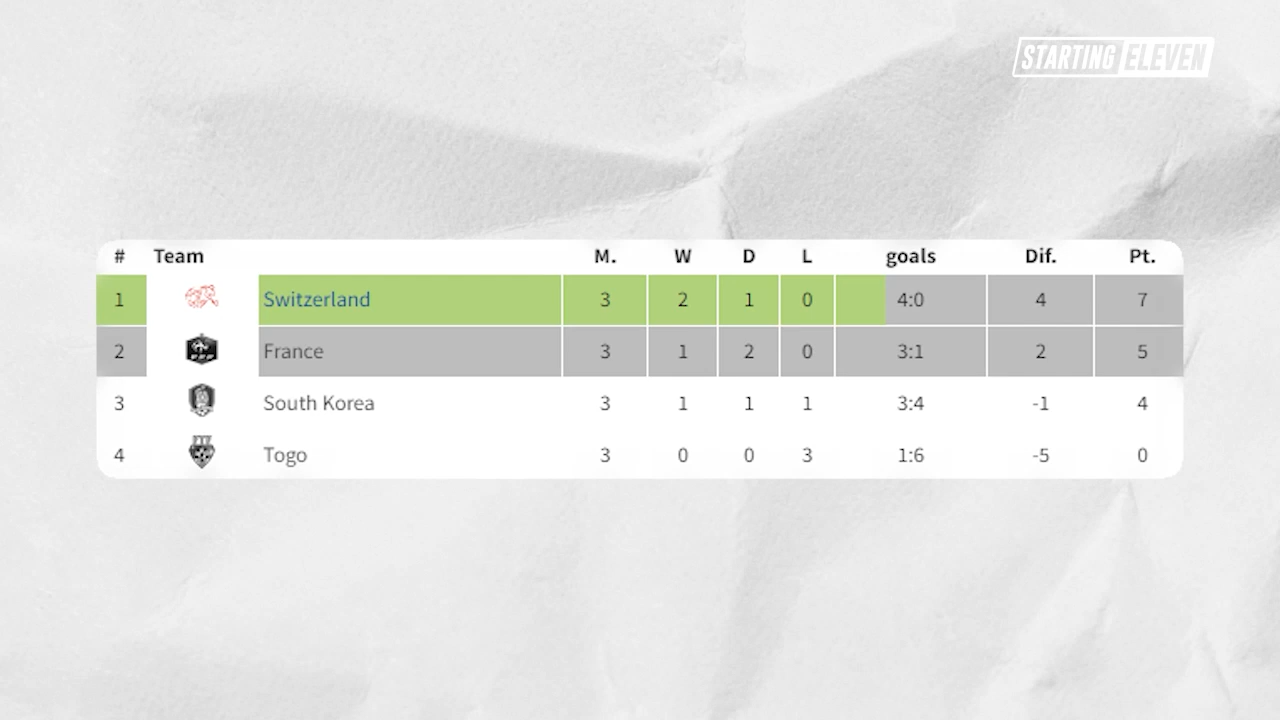 STARTING ELEVEN
# Team M. W D L goals Dif. Pt.
1 Switzerland 3 2 1 0 4:0 4 7
2 France 3 1 2 0 3:1 2 5
3 South Korea 3 1 1 1 3:4 -1 4
4 Togo 3 0 0 3 1:6 -5 0